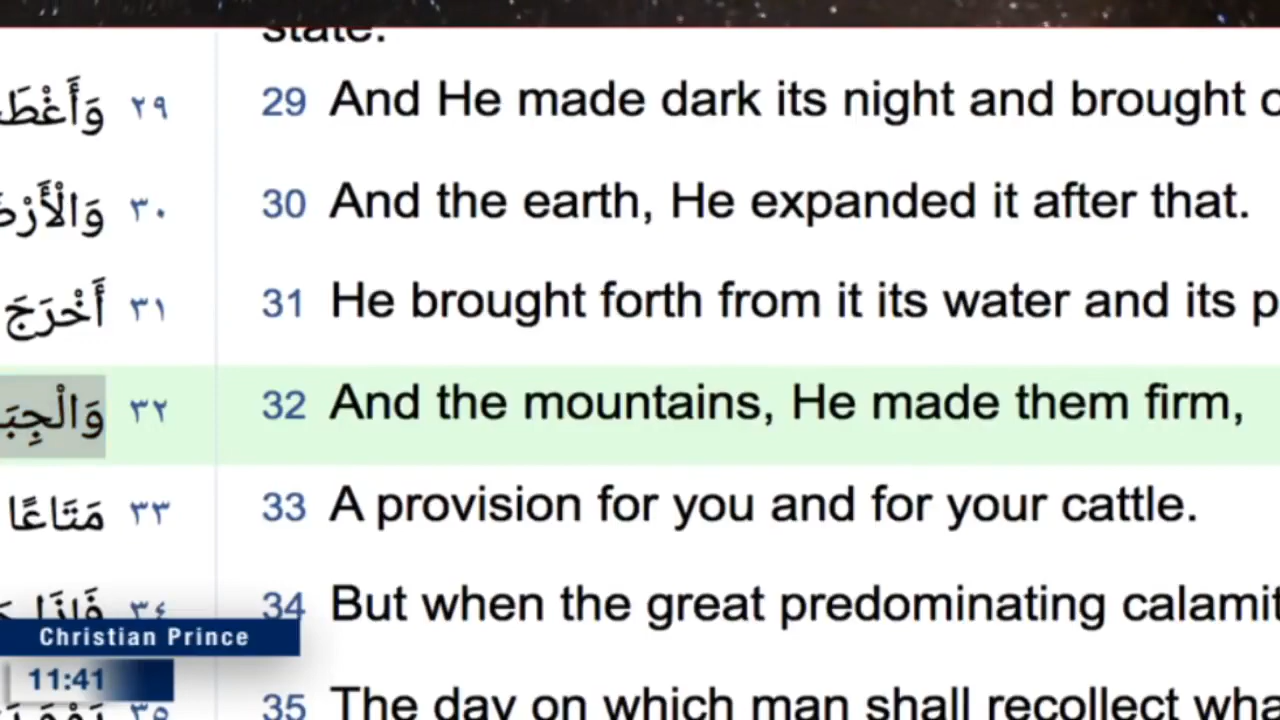 state.
وَأَغْطَ ٢٩ 29 And He made dark its night and brought
وَالْأَرْضَ ٣٠ 30 And the earth, He expanded it after that.
أَخْرَجَ ٣١ 31 He brought forth from it its water and its
وَالْجِبَ ٣٢ 32 And the mountains, He made them firm,
مَتَاعًا ٣٣ 33 A provision for you and for your cattle.
فَإِذَا ٣٤ 34 But when the great predominating calamit
٣٥ 35 The day on which man shall recollect wha
Christian Prince
11:41